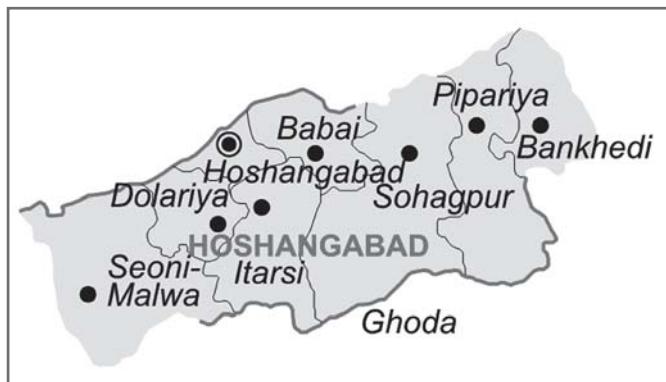 Pipariya
Babai
Bankhedi
Hoshangabad
Dolariya
Sohagpur
HOSHANGABAD
Seoni-
Malwa
Itarsi
Ghoda